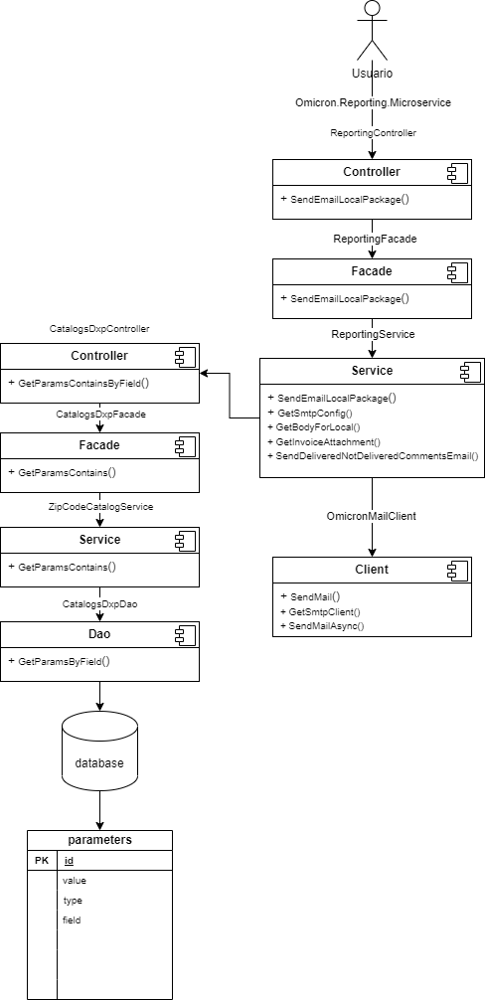 Usuario
Omicron.Reporting.Microservice
ReportingController
Controller
+ SendEmailLocalPackage()
ReportingFacade
Facade
+ SendEmailLocalPackage()
ReportingService
Service
+ SendEmailLocalPackage()
+ GetSmtpConfig()
+ GetBodyForLocal()
+ GetInvoiceAttachment()
+ SendDeliveredNotDeliveredCommentsEmail()
OmicronMailClient
Client
+ SendMail()
+ GetSmtpClient()
+ SendMailAsync()
CatalogsDxpController
Controller
+ GetParamsContainsByField()
CatalogsDxpFacade
Facade
+ GetParamsContains()
ZipCodeCatalogService
Service
+ GetParamsContains()
CatalogsDxpDao
Dao
+ GetParamsByField()
database
parameters
PK id
value
type
field